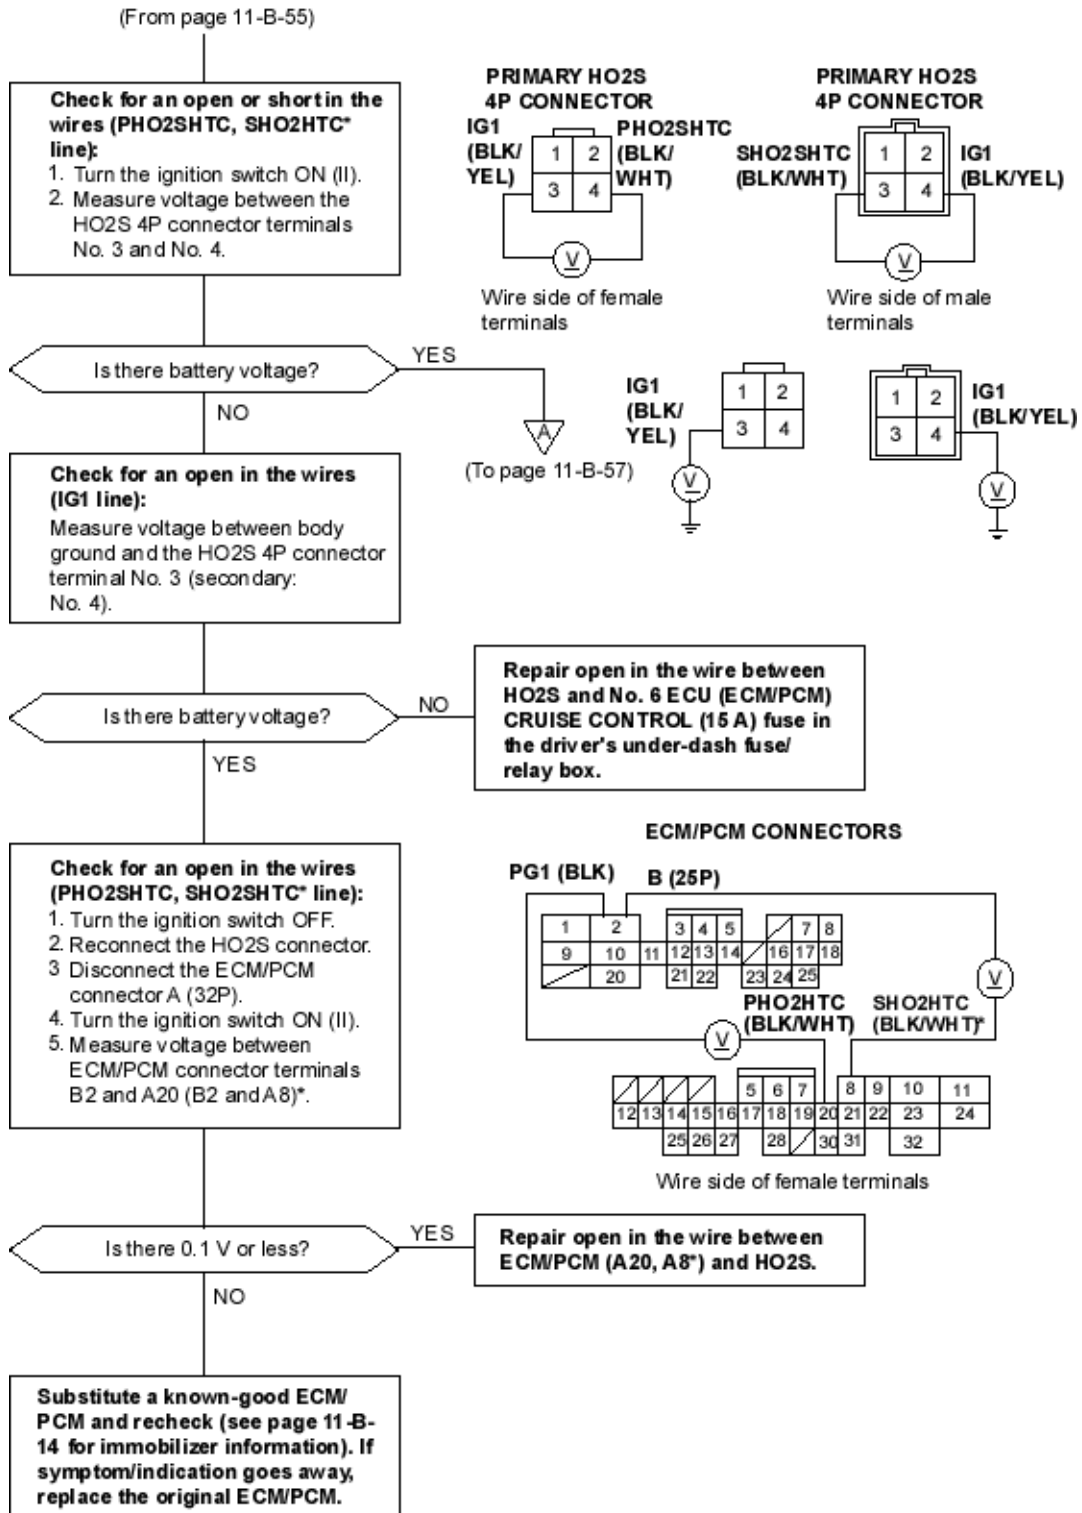 (From page 11-B-55)
Check for an open or short in the
wires (PHO2SHTC, SHO2HTC*
line):
1. Turn the ignition switch ON (II).
2. Measure voltage between the
HO2S 4P connector terminals
No. 3 and No. 4.
PRIMARY HO2S
4P CONNECTOR
IG1
(BLK/
YEL)
PHO2SHTC
(BLK/
WHT)
1 2
3 4
V
Wire side of female
terminals
PRIMARY HO2S
4P CONNECTOR
SHO2SHTC
(BLK/WHT)
IG1
(BLK/YEL)
1 2
3 4
V
Wire side of male
terminals
Is there battery voltage?
YES
NO
A
(To page 11-B-57)
IG1
(BLK/
YEL)
1 2
3 4
V
1 2
3 4
IG1
(BLK/YEL)
V
Check for an open in the wires
(IG1 line):
Measure voltage between body
ground and the HO2S 4P connector
terminal No. 3 (secondary:
No. 4).
Is there battery voltage?
NO
YES
Repair open in the wire between
HO2S and No. 6 ECU (ECM/PCM)
CRUISE CONTROL (15 A) fuse in
the driver's under-dash fuse/
relay box.
Check for an open in the wires
(PHO2SHTC, SHO2SHTC* line):
1. Turn the ignition switch OFF.
2. Reconnect the HO2S connector.
3 Disconnect the ECM/PCM
connector A (32P).
4. Turn the ignition switch ON (II).
5. Measure voltage between
ECM/PCM connector terminals
B2 and A20 (B2 and A8)*.
ECM/PCM CONNECTORS
PG1 (BLK)
B (25P)
1 2 3 4 5 7 8
9 10 11 12 13 14 16 17 18
20 21 22 23 24 25
V
PHO2HTC
(BLK/WHT)
SHO2HTC
(BLK/WHT)*
V
5 6 7 8 9 10 11
12 13 14 15 16 17 18 19 20 21 22 23 24
25 26 27 28 30 31 32
Wire side of female terminals
Is there 0.1 V or less?
YES
NO
Repair open in the wire between
ECM/PCM (A20, A8*) and HO2S.
Substitute a known-good ECM/
PCM and recheck (see page 11-B-
14 for immobilizer information). If
symptom/indication goes away,
replace the original ECM/PCM.